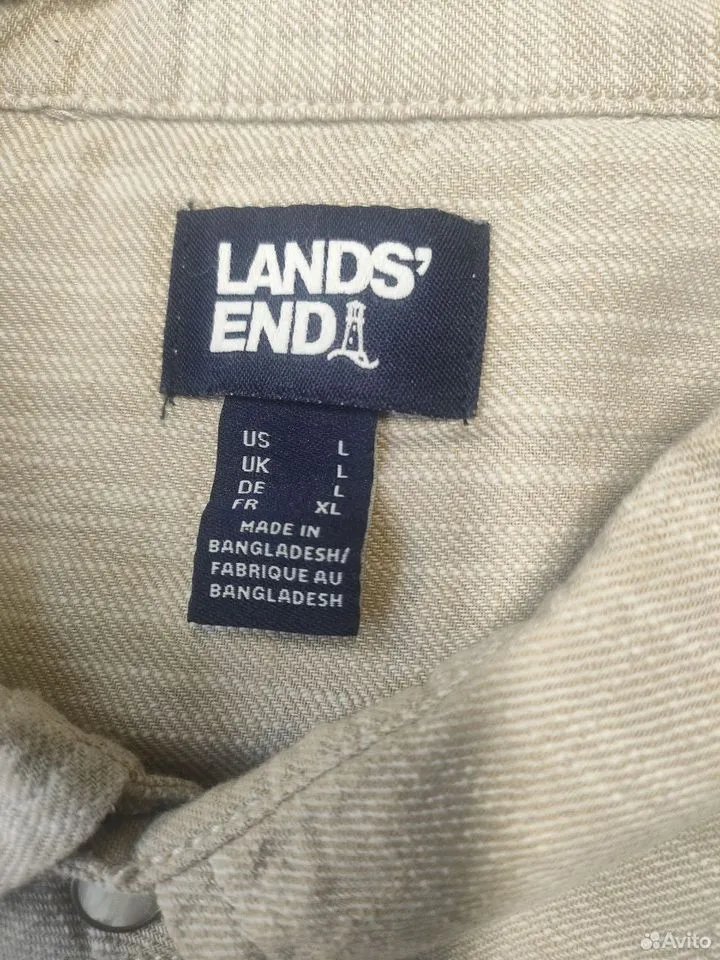 LANDS'
END
US L
UK L
DE L
FR XL
MADE IN
BANGLADESH/
FABRIQUE AU
BANGLADESH
Avito